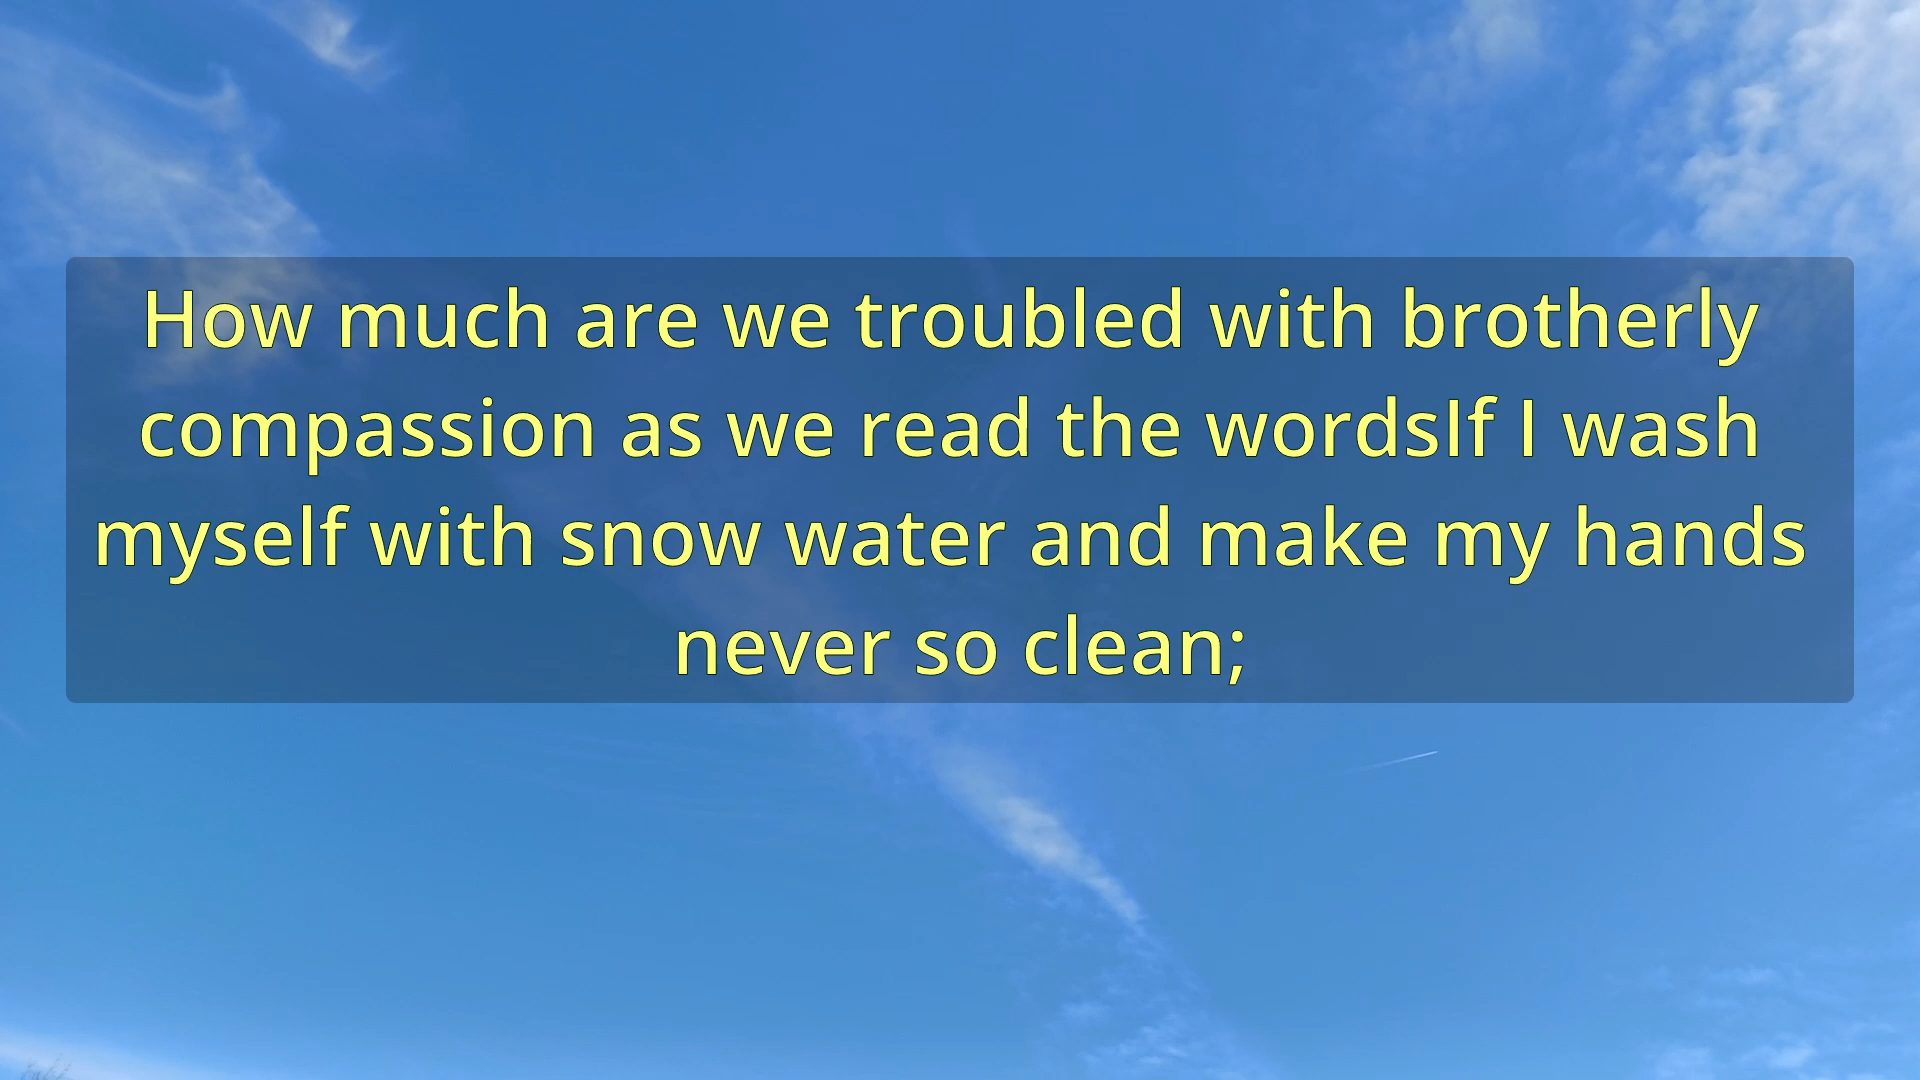 How much are we troubled with brotherly
compassion as we read the wordsIf I wash
myself with snow water and make my hands
never so clean;